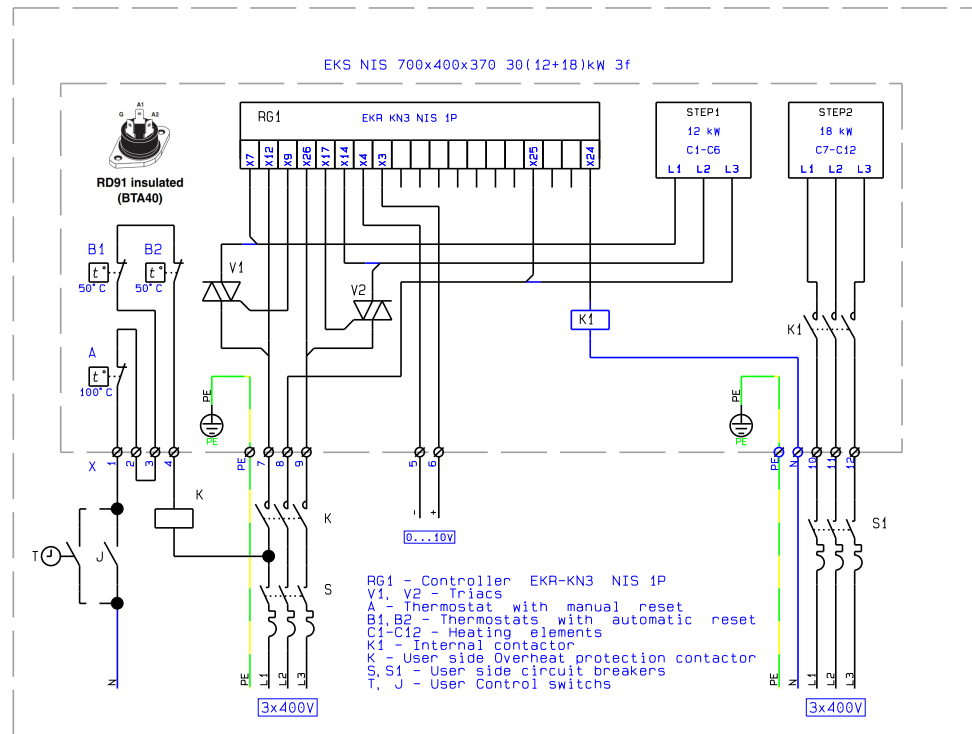 EKS NIS 700x400x370 30(12+18)kW 3f
A1
G
A2
RD91 insulated
(BTA40)
RG1
EKR KN3 NIS 1P
X7 X12 X9 X26 X17 X14 X4 X3 X25 X24
STEP1
12 kW
C1-C6
L1 L2 L3
STEP2
18 kW
C7-C12
L1 L2 L3
B1
t°
50°C
B2
t°
50°C
V1
V2
K1
K1
A
t°
100°C
PE
PE
PE
PE
X
1 2 3 4 PE 7 8 9 5 6 PE N 10 11 12
K
K
- +
0...10V
S1
T
J
S
RG1 - Controller EKR-KN3 NIS 1P
V1, V2 - Triacs
A - Thermostat with manual reset
B1,B2 - Thermostats with automatic reset
C1-C12 - Heating elements
K1 - Internal contactor
K - User side Overheat protection contactor
S,S1 - User side circuit breakers
T, J - User Control switchs
N PE L1 L2 L3 PE N L1 L2 L3
3x400V
3x400V